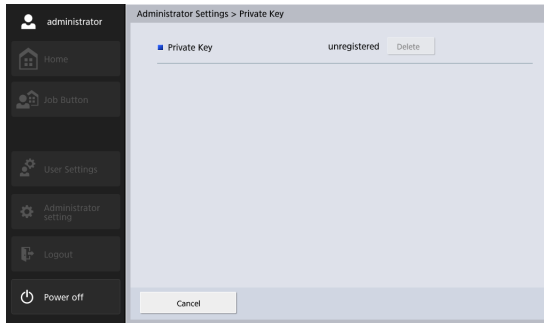 administrator
Administrator Settings > Private Key
Home
Private Key
unregistered
Delete
Job Button
User Settings
Administrator
setting
Logout
Power off
Cancel